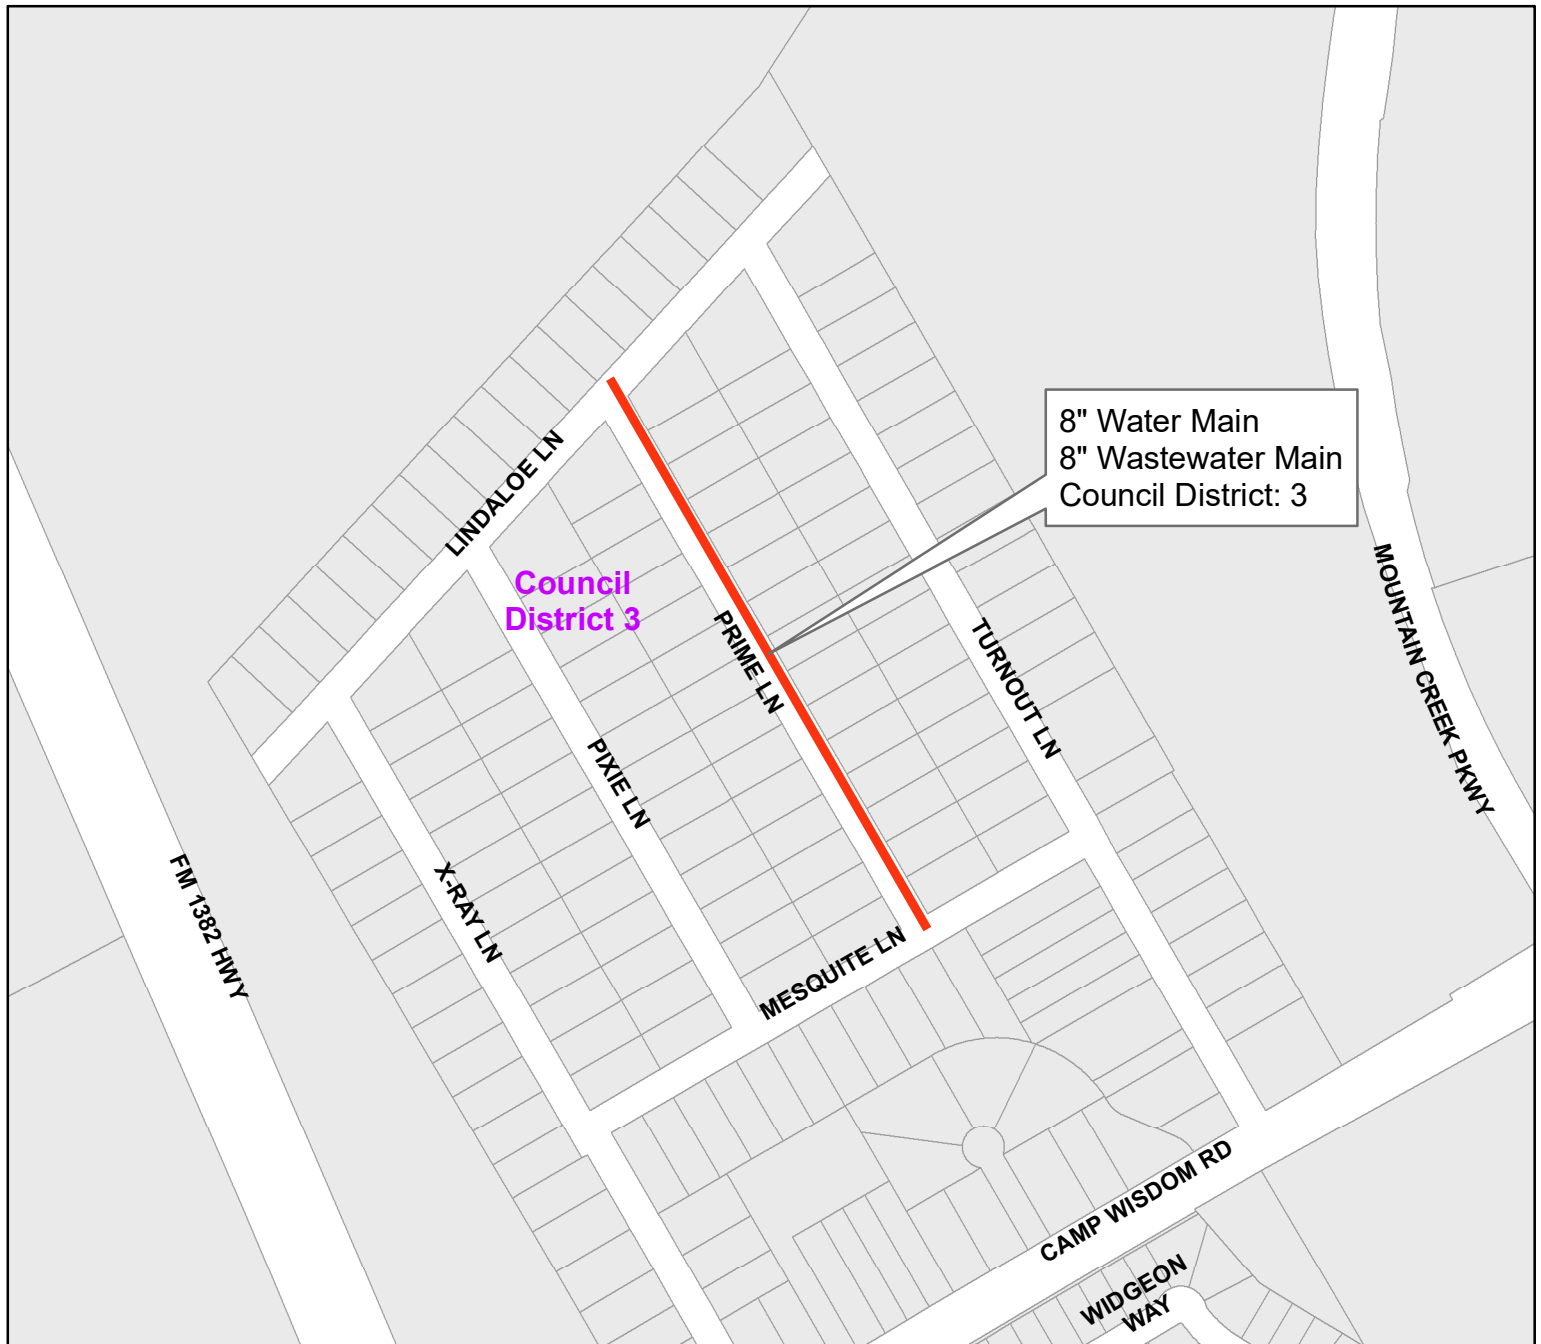 8" Water Main
8" Wastewater Main
Council District: 3
LINDALOE LN
Council
District 3
PRIME LN
TURNOUT LN
MOUNTAIN CREEK PKWY
PIXIE LN
X-RAY LN
FM 1382 HWY
MESQUITE LN
CAMP WISDOM RD
WIDGEON
WAY